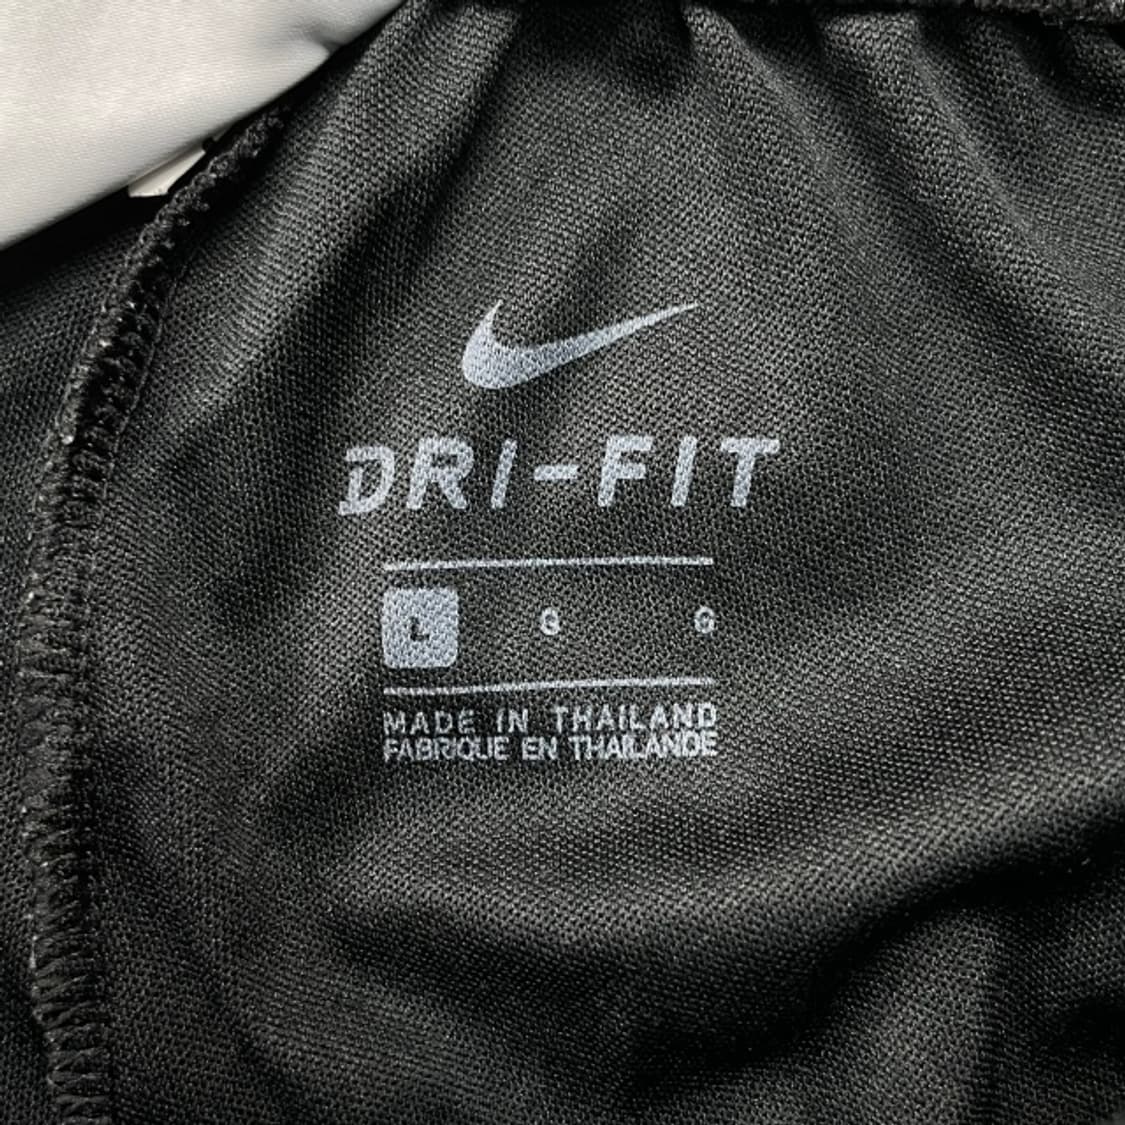 DRI-FIT
L G G
MADE IN THAILAND
FABRIQUE EN THAILANDE